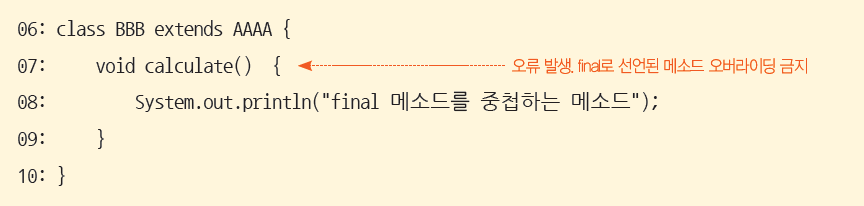 06: class BBB extends AAAA {
07:     void calculate()  { 오류 발생. final로 선언된 메소드 오버라이딩 금지
08:         System.out.println("final 메소드를 중첩하는 메소드");
09:     }
10: }